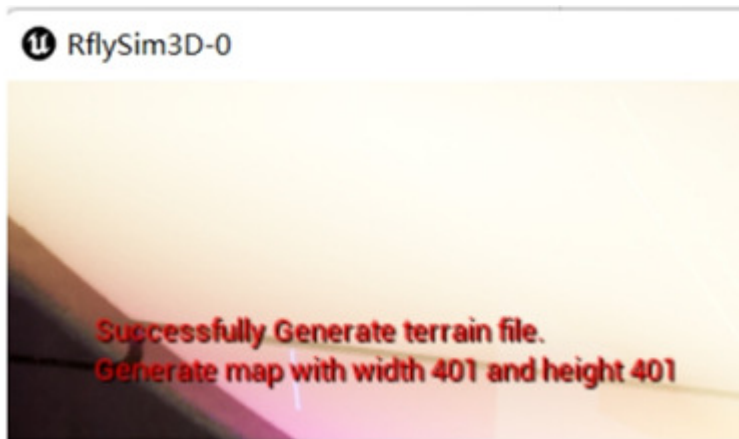 RflySim3D-0
Successfully Generate terrain file.
Generate map with width 401 and height 401